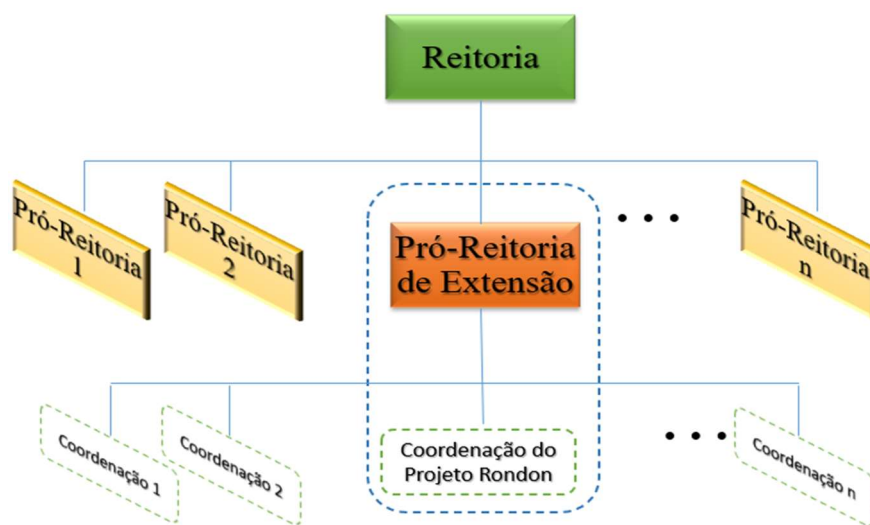 Reitoria
Pró-Reitoria
1
Pró-Reitoria
2
Pró-Reitoria
de Extensão
• • •
Pró-Reitoria
n
Coordenação 1
Coordenação 2
Coordenação do
Projeto Rondon
• • •
Coordenação n